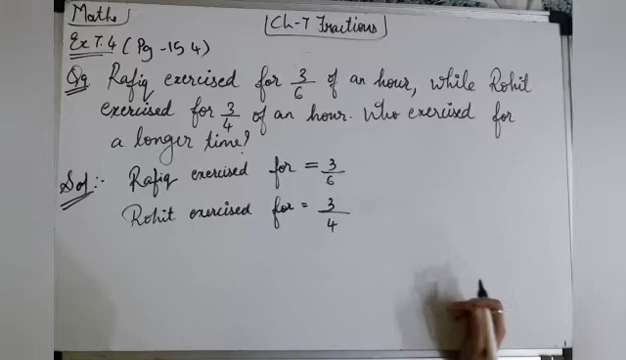 Maths
Ch-7 Fractions
Ex 7.4 (Pg-154)
Q9. Rafiq exercised for 3/6 of an hour, while Rohit
exercised for 3/4 of an hour. Who exercised for
a longer time?
Sol:- Rafiq exercised for = 3/6
Rohit exercised for = 3/4